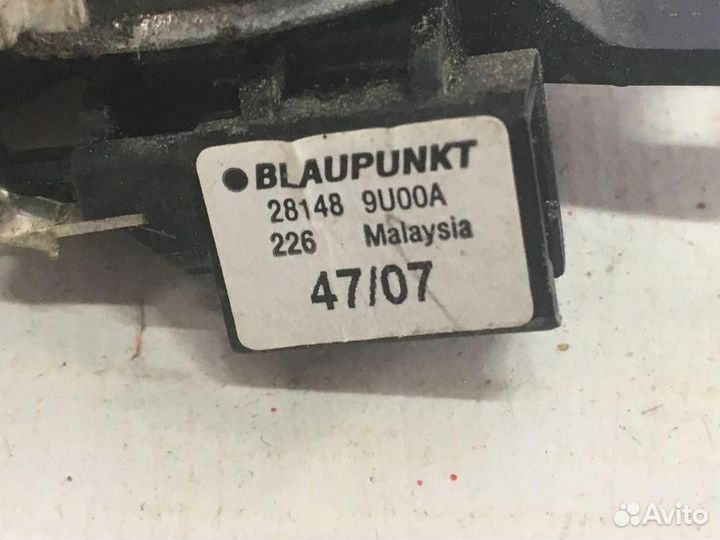 BLAUPUNKT
28148 9U00A
226 Malaysia
47/07
Avito